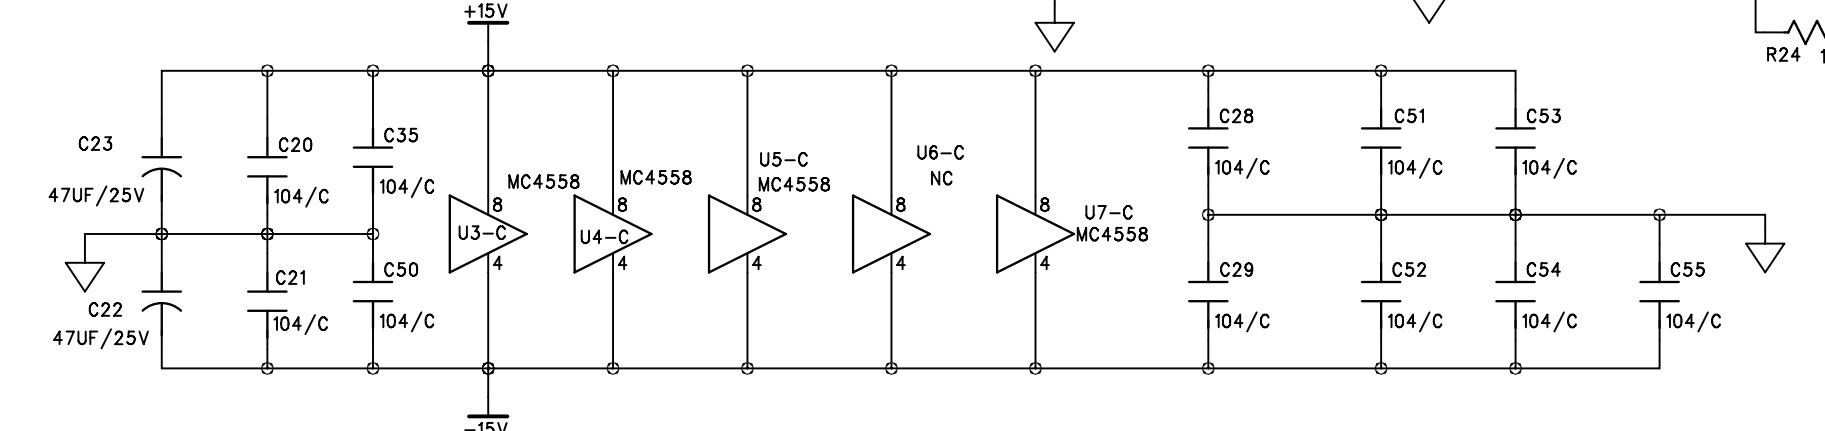 +15V
R24
C23
47UF/25V
C20
104/C
C35
104/C
MC4558
8
U3-C
4
MC4558
8
U4-C
4
U5-C
MC4558
8
4
U6-C
NC
8
4
8
U7-C
MC4558
4
C28
104/C
C51
104/C
C53
104/C
C22
47UF/25V
C21
104/C
C50
104/C
C29
104/C
C52
104/C
C54
104/C
C55
104/C
-15V